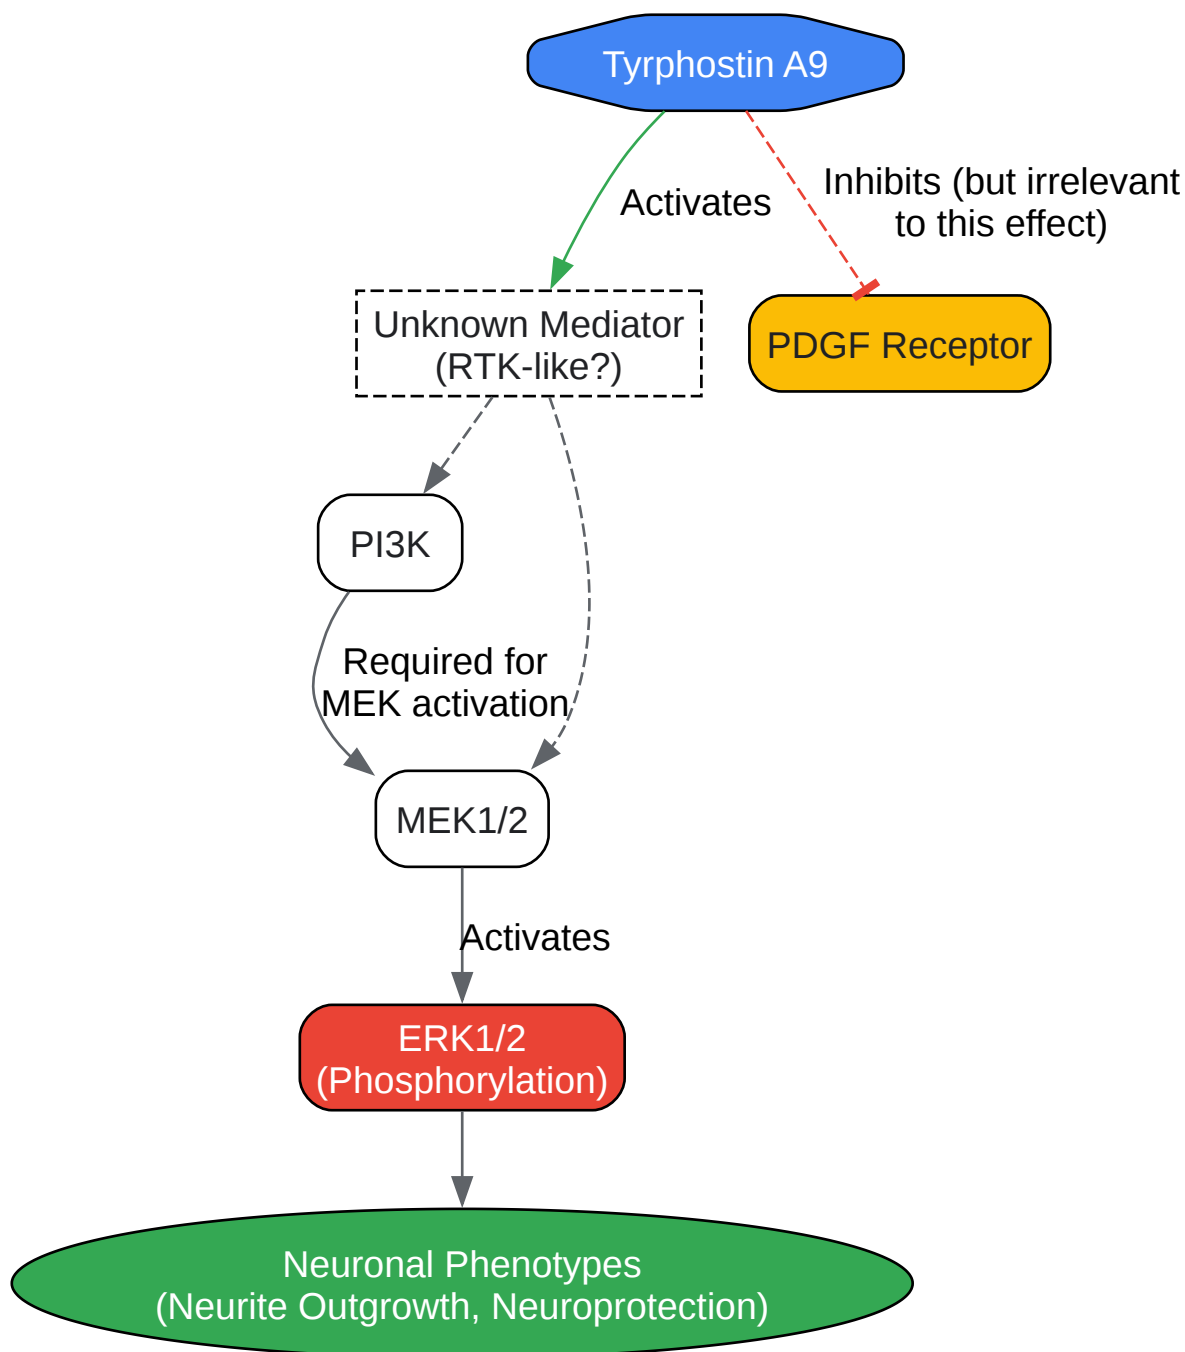 Tyrphostin A9
Activates
Inhibits (but irrelevant
to this effect)
Unknown Mediator
(RTK-like?)
PDGF Receptor
PI3K
Required for
MEK activation
MEK1/2
Activates
ERK1/2
(Phosphorylation)
Neuronal Phenotypes
(Neurite Outgrowth, Neuroprotection)